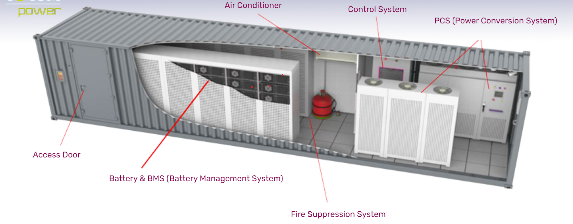 power
Air Conditioner
Control System
PCS (Power Conversion System)
Access Door
Battery & BMS (Battery Management System)
Fire Suppression System